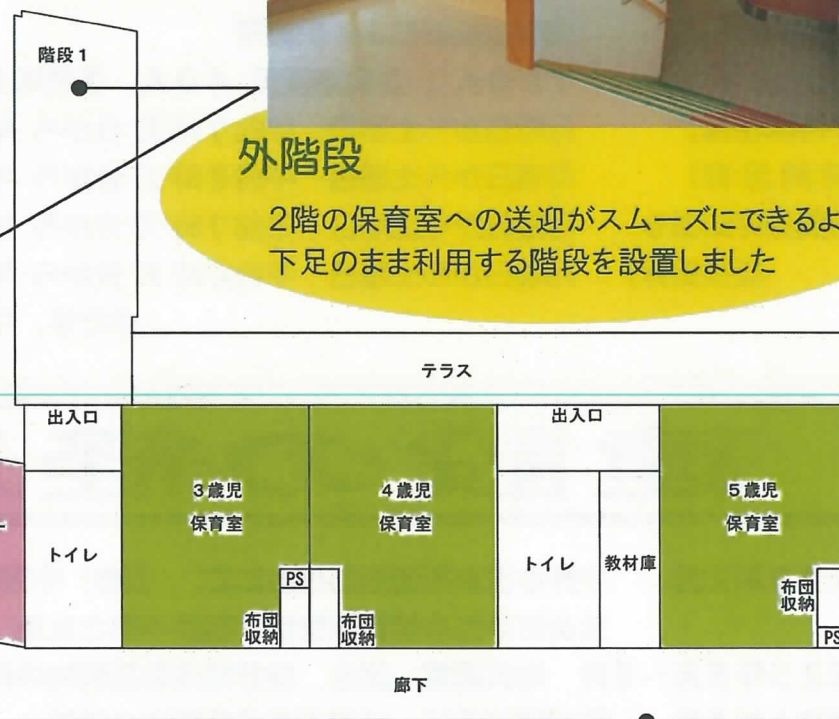 階段1
外階段
2階の保育室への送迎がスムーズにできるよ
下足のまま利用する階段を設置しました
テラス
出入口
出入口
3歳児
保育室
4歳児
保育室
5歳児
保育室
トイレ
トイレ
教材庫
PS
布団
収納
布団
収納
布団
収納
PS
廊下